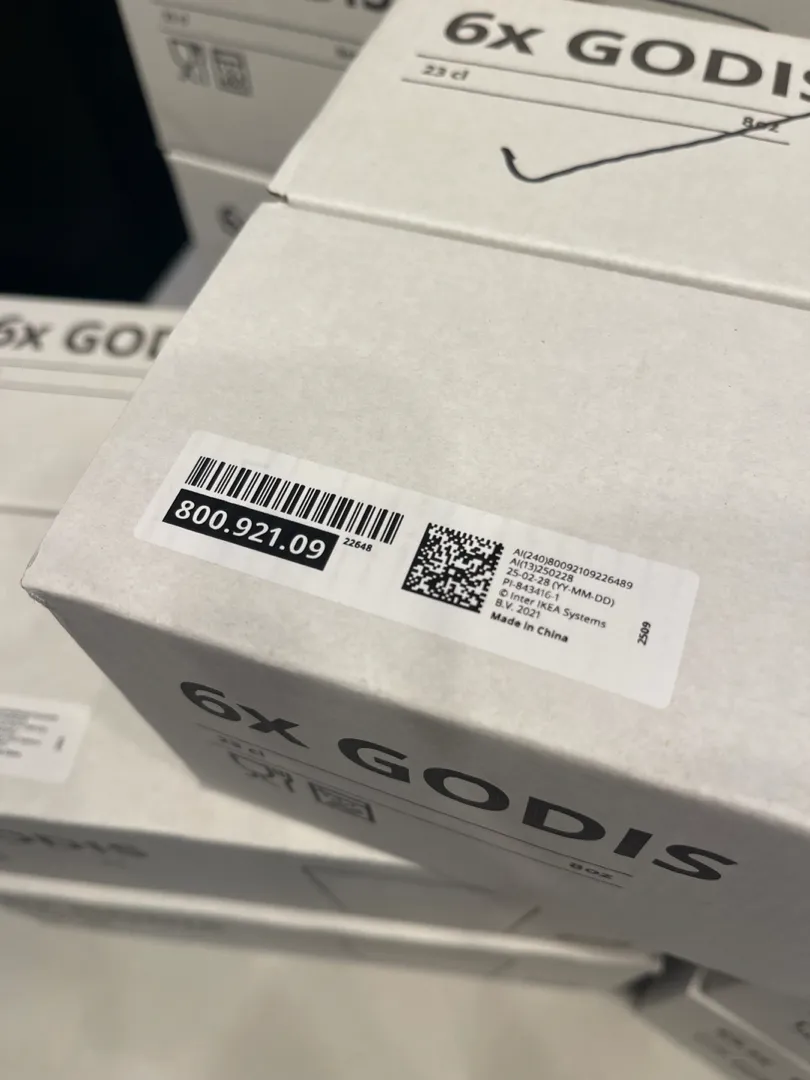 6x GODIS
23 cl
8oz
6x GOD
800.921.09
22648
AI(240)80092109226489
AI(13)250228
25-02-28 (YY-MM-DD)
PI-843416-1
© Inter IKEA Systems
B.V. 2021
Made in China
2509
6x GODIS
23 cl
8oz
ODIS